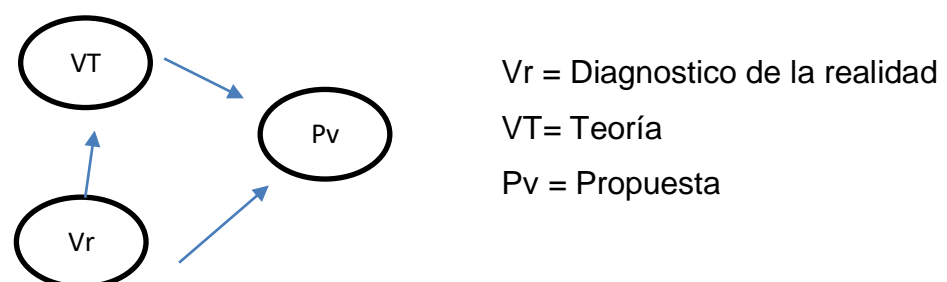 VT
Pv
Vr
Vr = Diagnostico de la realidad
VT= Teoría
Pv = Propuesta